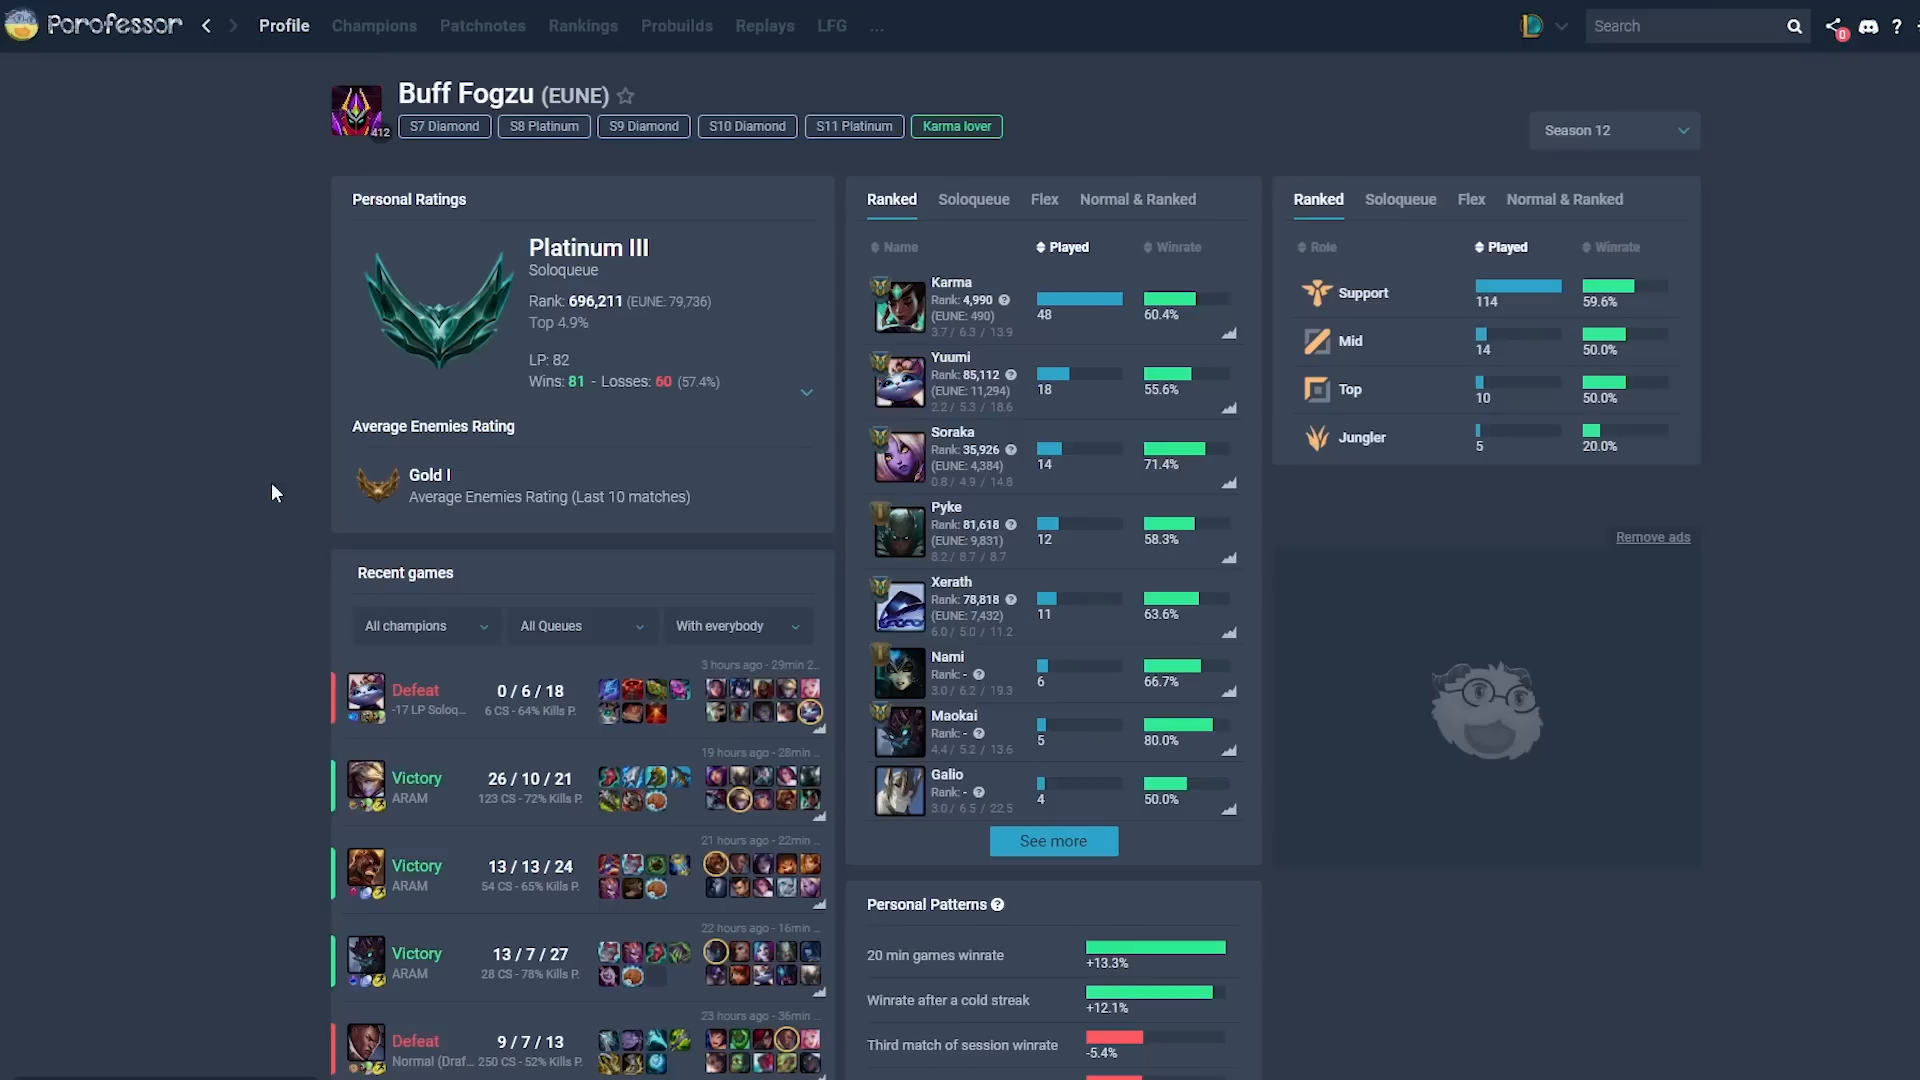 Porofessor
Profile
Champions
Patchnotes
Rankings
Probuilds
Replays
LFG
...
Search
0
?
412
Buff Fogzu (EUNE)
S7 Diamond
S8 Platinum
S9 Diamond
S10 Diamond
S11 Platinum
Karma lover
Season 12
Personal Ratings
Platinum III
Soloqueue
Rank: 696,211 (EUNE: 79,736)
Top 4.9%
LP: 82
Wins: 81 - Losses: 60 (57.4%)
Average Enemies Rating
Gold I
Average Enemies Rating (Last 10 matches)
Recent games
All champions
All Queues
With everybody
3 hours ago - 29min 2...
Defeat
-17 LP Soloq...
0 / 6 / 18
6 CS - 64% Kills P.
19 hours ago - 28min ...
Victory
ARAM
26 / 10 / 21
123 CS - 72% Kills P.
21 hours ago - 22min ...
Victory
ARAM
13 / 13 / 24
54 CS - 65% Kills P.
22 hours ago - 16min ...
Victory
ARAM
13 / 7 / 27
28 CS - 78% Kills P.
23 hours ago - 36min ...
Defeat
Normal (Draf...
9 / 7 / 13
250 CS - 52% Kills P.
Ranked
Soloqueue
Flex
Normal & Ranked
Name
Played
Winrate
Karma
Rank: 4,990
(EUNE: 490)
3.7 / 6.3 / 13.9
48
60.4%
Yuumi
Rank: 85,112
(EUNE: 11,294)
2.2 / 5.3 / 18.6
18
55.6%
Soraka
Rank: 35,926
(EUNE: 4,384)
0.8 / 4.9 / 14.8
14
71.4%
Pyke
Rank: 81,618
(EUNE: 9,831)
8.2 / 8.7 / 8.7
12
58.3%
Xerath
Rank: 78,818
(EUNE: 7,432)
6.0 / 5.0 / 11.2
11
63.6%
Nami
Rank: -
3.0 / 6.2 / 19.3
6
66.7%
Maokai
Rank: -
4.4 / 5.2 / 13.6
5
80.0%
Galio
Rank: -
3.0 / 6.5 / 22.5
4
50.0%
See more
Personal Patterns
20 min games winrate
+13.3%
Winrate after a cold streak
+12.1%
Third match of session winrate
-5.4%
Ranked
Soloqueue
Flex
Normal & Ranked
Role
Played
Winrate
Support
114
59.6%
Mid
14
50.0%
Top
10
50.0%
Jungler
5
20.0%
Remove ads